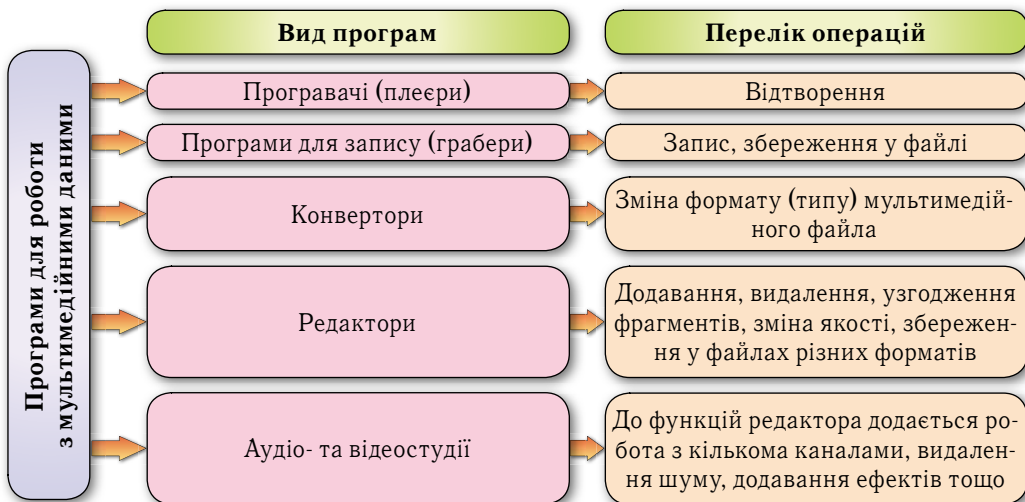 Програми для роботи
з мультимедійними даними
Вид програм
Перелік операцій
Програвачі (плеєри)
Відтворення
Програми для запису (грабери)
Запис, збереження у файлі
Конвертори
Зміна формату (типу) мультимедій-
ного файла
Редактори
Додавання, видалення, узгодження
фрагментів, зміна якості, збережен-
ня у файлах різних форматів
Аудіо- та відеостудії
До функцій редактора додається ро-
бота з кількома каналами, видален-
ня шуму, додавання ефектів тощо